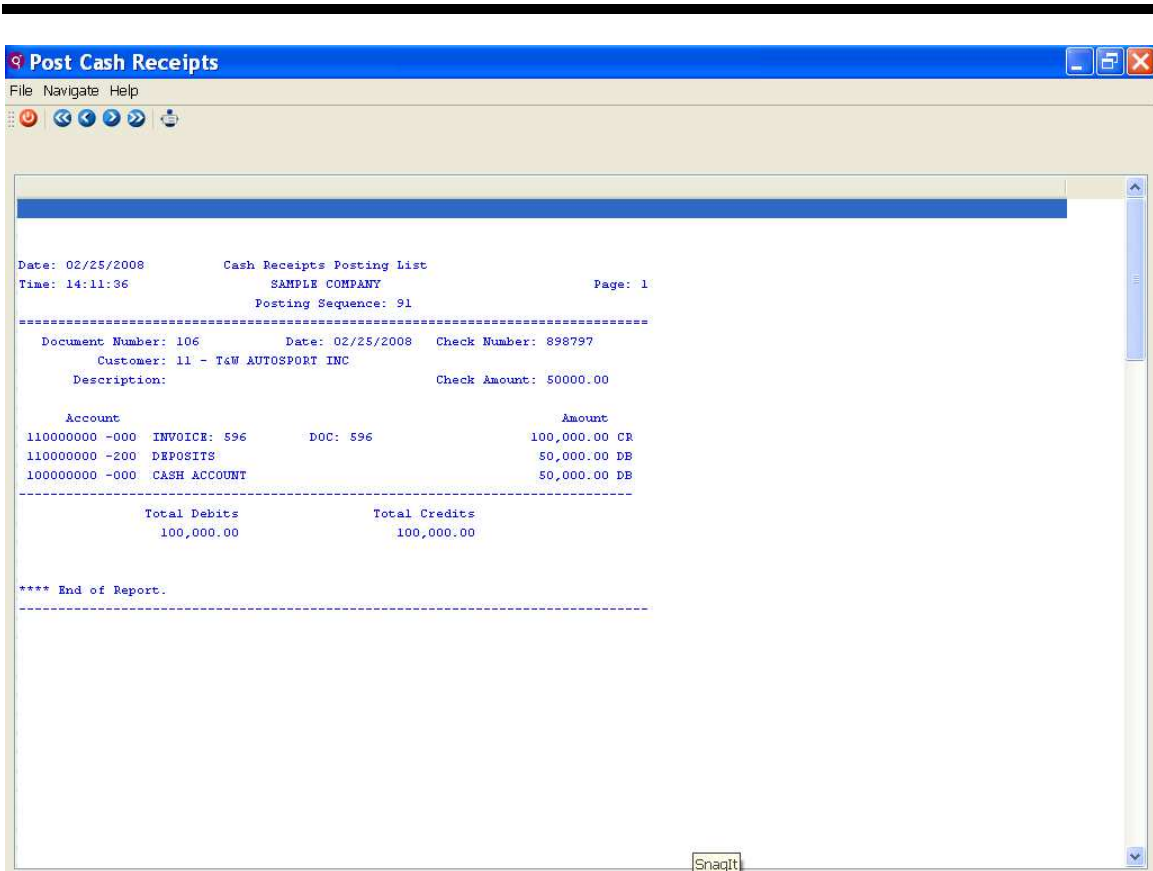 Post Cash Receipts
File Navigate Help
Date: 02/25/2008 Cash Receipts Posting List
Time: 14:11:36 SAMPLE COMPANY Page: 1
Posting Sequence: 91
================================================================================
Document Number: 106 Date: 02/25/2008 Check Number: 898797
Customer: 11 - T&W AUTOSPORT INC
Description: Check Amount: 50000.00
Account Amount
110000000 -000 INVOICE: 596 DOC: 596 100,000.00 CR
110000000 -200 DEPOSITS 50,000.00 DB
100000000 -000 CASH ACCOUNT 50,000.00 DB
------------------------------------------------------------------------------
Total Debits Total Credits
100,000.00 100,000.00
**** End of Report.
--------------------------------------------------------------------------------
SnagIt